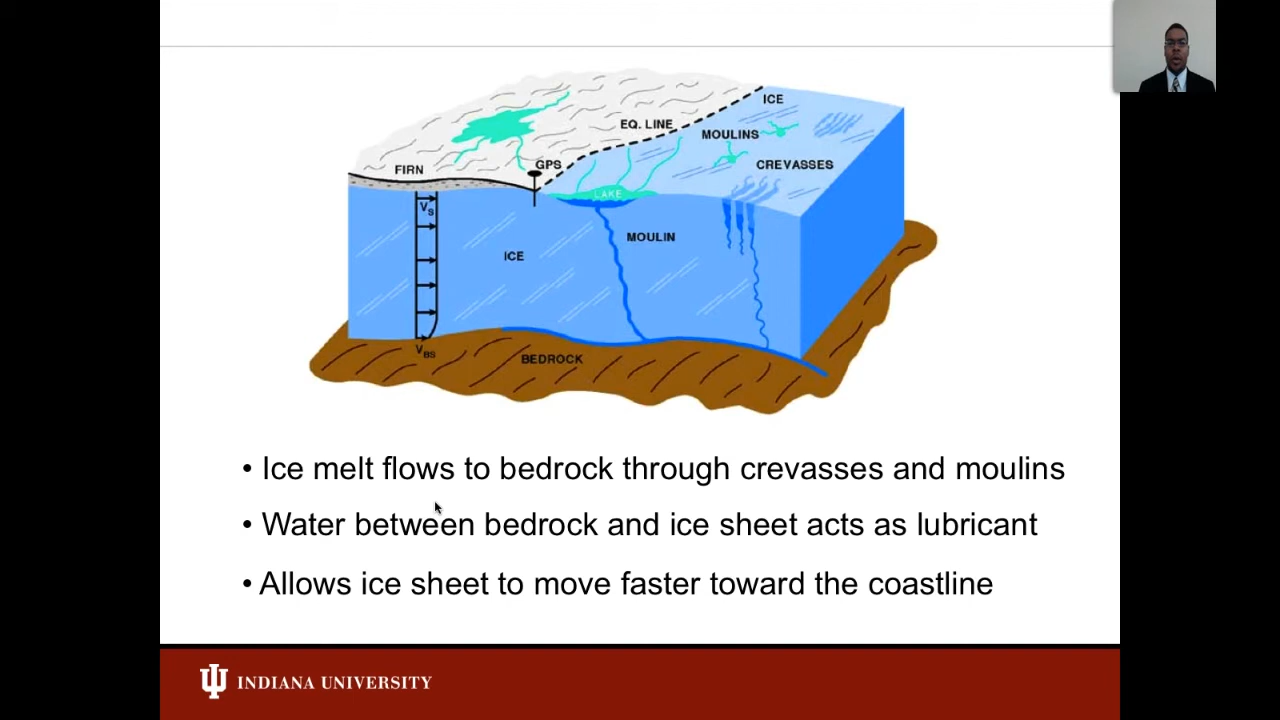 ICE
EQ. LINE
MOULINS
GPS
CREVASSES
FIRN
LAKE
VS
MOULIN
ICE
VBS
BEDROCK
• Ice melt flows to bedrock through crevasses and moulins
• Water between bedrock and ice sheet acts as lubricant
• Allows ice sheet to move faster toward the coastline
INDIANA UNIVERSITY